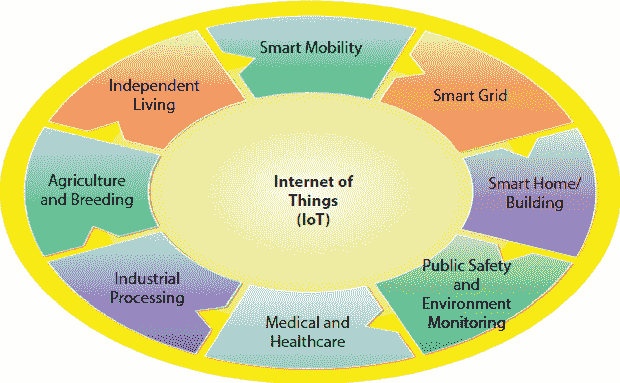 Smart Mobility
Smart Grid
Smart Home/
Building
Public Safety
and
Environment
Monitoring
Medical and
Healthcare
Industrial
Processing
Agriculture
and Breeding
Independent
Living
Internet of
Things
(IoT)